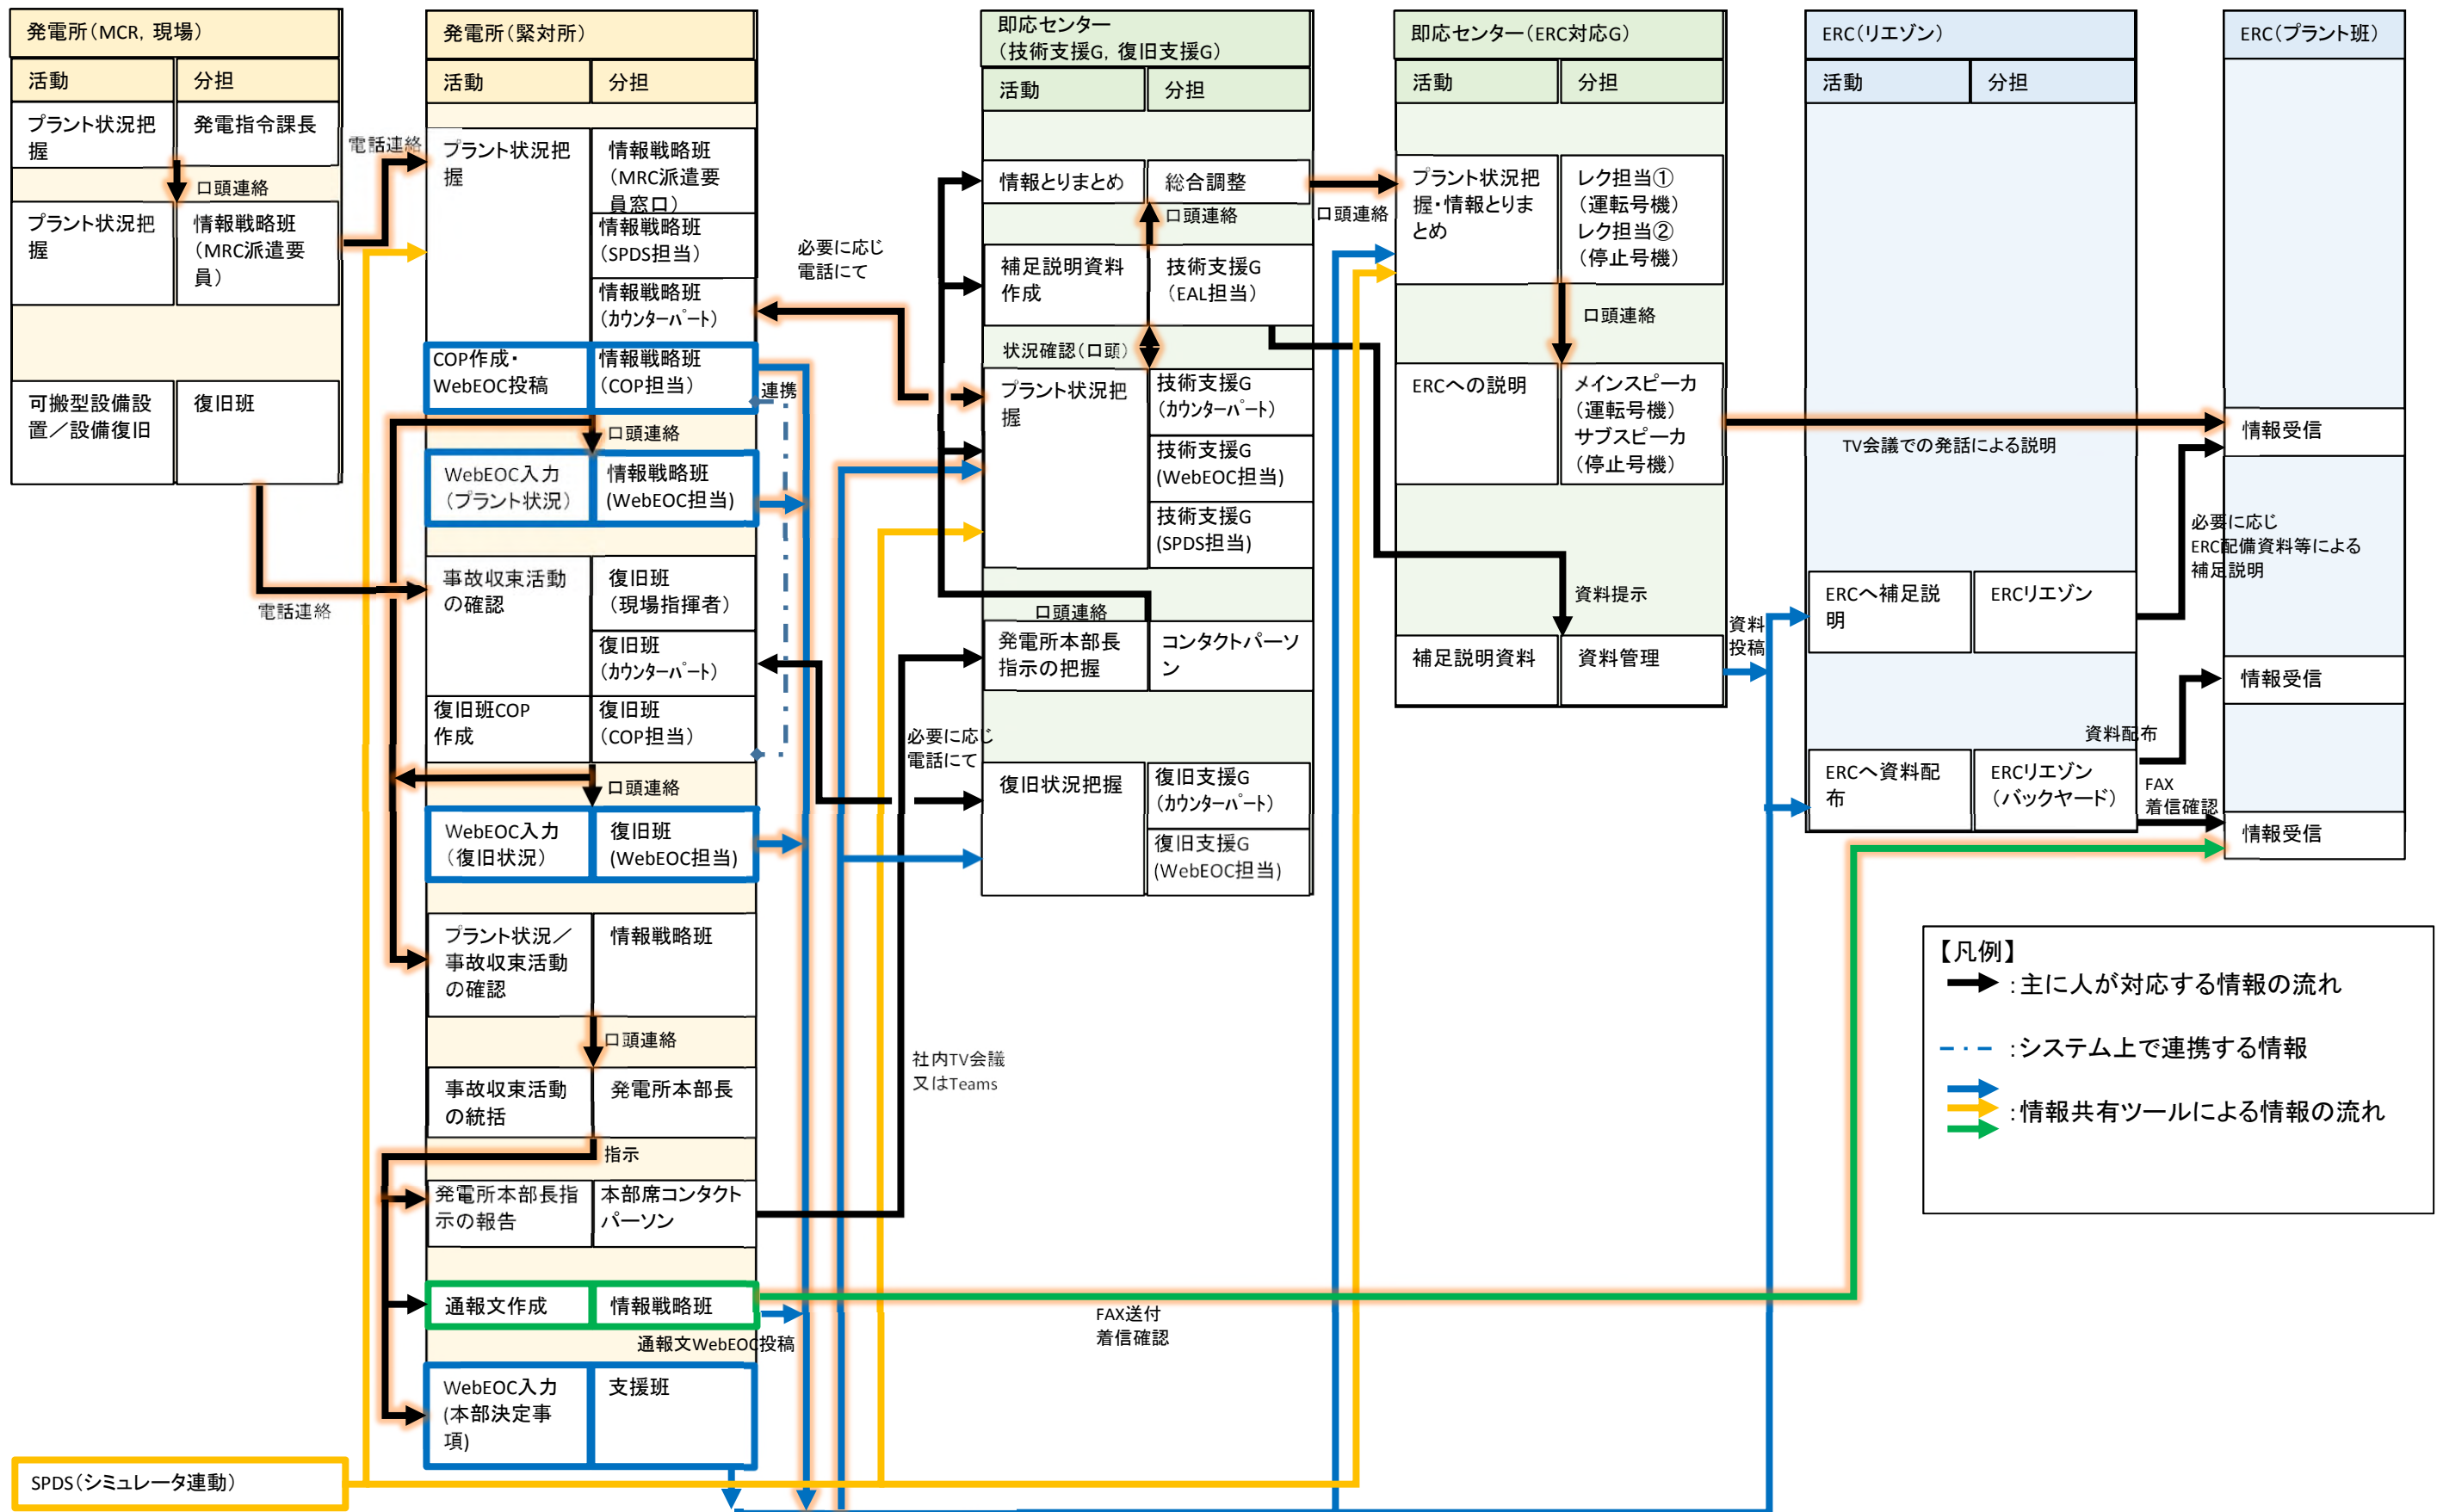 発電所（MCR，現場）
活動
分担
プラント状況把
握
発電指令課長
口頭連絡
プラント状況把
握
情報戦略班
（MRC派遣要
員）
可搬型設備設
置／設備復旧
復旧班
電話連絡
電話連絡
SPDS（シミュレータ連動）
発電所（緊対所）
活動
分担
プラント状況把
握
情報戦略班
（MRC派遣要
員窓口）
情報戦略班
（SPDS担当）
情報戦略班
（カウンターパート）
COP作成・
WebEOC投稿
情報戦略班
（COP担当）
連携
口頭連絡
WebEOC入力
（プラント状況）
情報戦略班
(WebEOC担当)
事故収束活動
の確認
復旧班
（現場指揮者）
復旧班
（カウンターパート）
復旧班COP
作成
復旧班
（COP担当）
口頭連絡
WebEOC入力
（復旧状況）
復旧班
(WebEOC担当)
プラント状況／
事故収束活動
の確認
情報戦略班
口頭連絡
事故収束活動
の統括
発電所本部長
指示
発電所本部長指
示の報告
本部席コンタクト
パーソン
通報文作成
情報戦略班
通報文WebEOC投稿
WebEOC入力
(本部決定事
項)
支援班
必要に応じ
電話にて
必要に応じ
電話にて
社内TV会議
又はTeams
FAX送付
着信確認
即応センター
（技術支援G，復旧支援G）
活動
分担
情報とりまとめ
総合調整
口頭連絡
補足説明資料
作成
技術支援G
（EAL担当）
状況確認（口頭）
プラント状況把
握
技術支援G
（カウンターパート）
技術支援G
(WebEOC担当)
技術支援G
(SPDS担当)
口頭連絡
発電所本部長
指示の把握
コンタクトパーソ
ン
復旧状況把握
復旧支援G
（カウンターパート）
復旧支援G
（WebEOC担当）
口頭連絡
即応センター（ERC対応G）
活動
分担
プラント状況把
握・情報とりま
とめ
レク担当①
（運転号機）
レク担当②
（停止号機）
口頭連絡
ERCへの説明
メインスピーカ
（運転号機）
サブスピーカ
（停止号機）
資料提示
補足説明資料
資料管理
資料
投稿
ERC（リエゾン）
活動
分担
TV会議での発話による説明
ERCへ補足説
明
ERCリエゾン
ERCへ資料配
布
ERCリエゾン
（バックヤード）
ERC（プラント班）
情報受信
必要に応じ
ERC配備資料等による
補足説明
情報受信
資料配布
FAX
着信確認
情報受信
【凡例】
：主に人が対応する情報の流れ
：システム上で連携する情報
：情報共有ツールによる情報の流れ